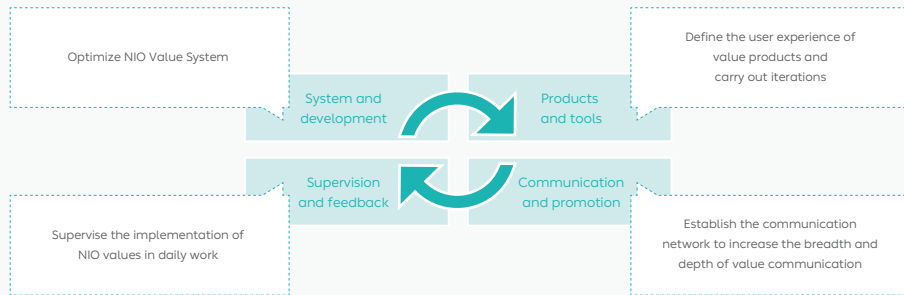 Optimize NIO Value System
Define the user experience of
value products and
carry out iterations
System and
development
Products
and tools
Supervision
and feedback
Communication
and promotion
Supervise the implementation of
NIO values in daily work
Establish the communication
network to increase the breadth and
depth of value communication